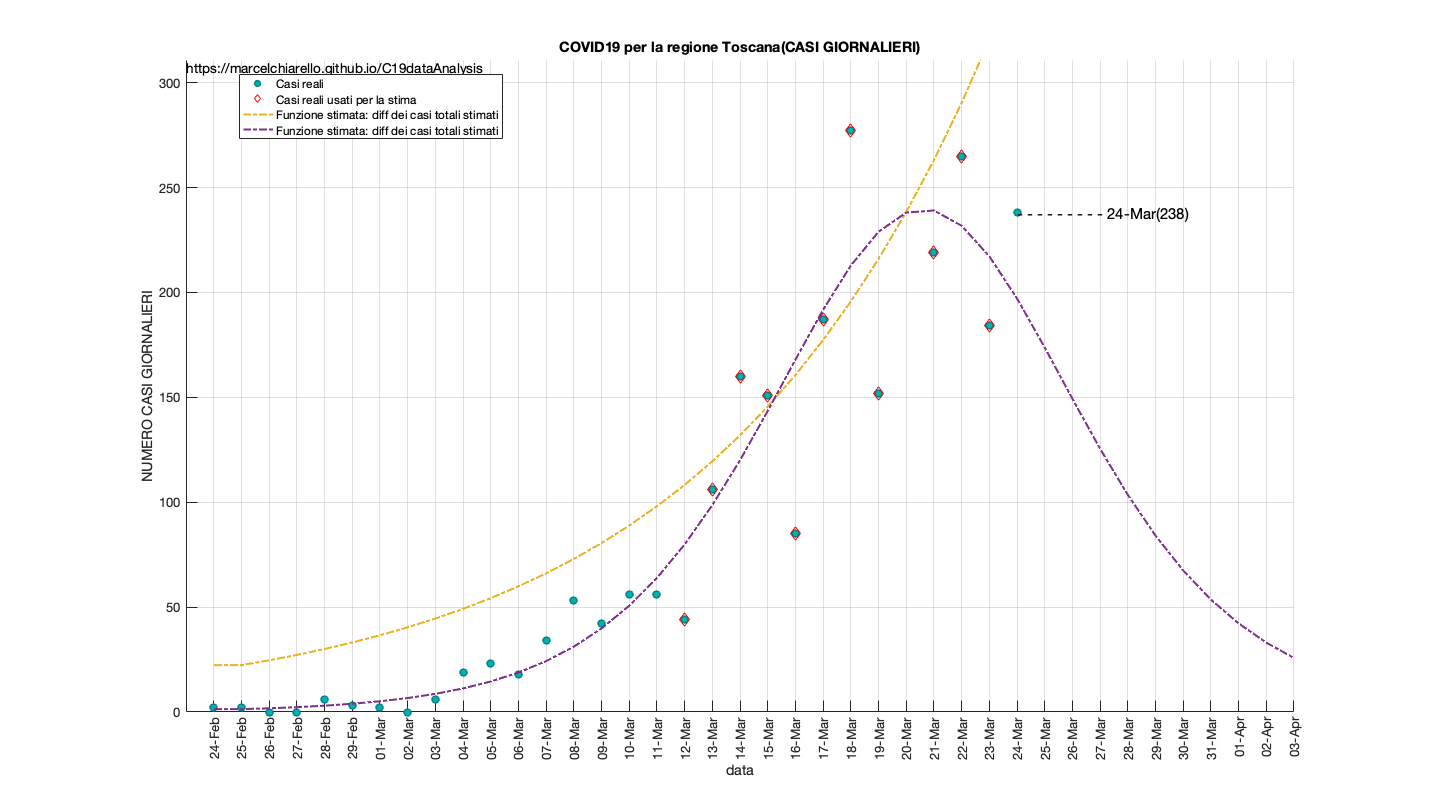 COVID19 per la regione Toscana(CASI GIORNALIERI)
https://marcelchiarello.github.io/C19dataAnalysis
Casi reali
Casi reali usati per la stima
Funzione stimata: diff dei casi totali stimati
Funzione stimata: diff dei casi totali stimati
300
250
200
150
100
50
0
NUMERO CASI GIORNALIERI
24-Mar(238)
24-Feb
25-Feb
26-Feb
27-Feb
28-Feb
29-Feb
01-Mar
02-Mar
03-Mar
04-Mar
05-Mar
06-Mar
07-Mar
08-Mar
09-Mar
10-Mar
11-Mar
12-Mar
13-Mar
14-Mar
15-Mar
16-Mar
17-Mar
18-Mar
19-Mar
20-Mar
21-Mar
22-Mar
23-Mar
24-Mar
25-Mar
26-Mar
27-Mar
28-Mar
29-Mar
30-Mar
31-Mar
01-Apr
02-Apr
03-Apr
data